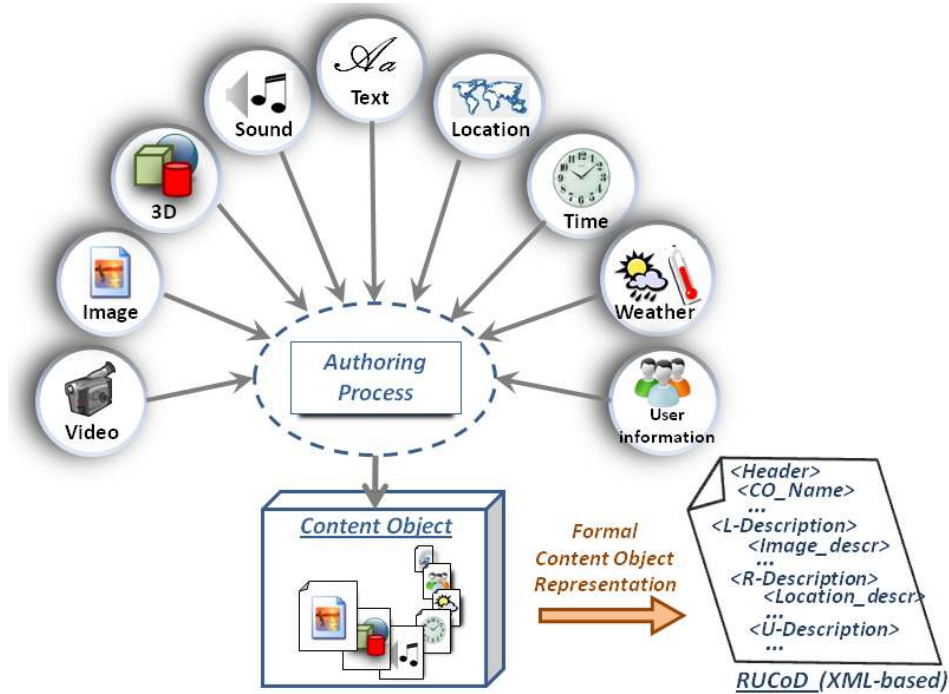 Text
Sound
Location
3D
Time
Image
Weather
Video
User
information
Authoring
Process
Content Object
Formal
Content Object
Representation
<Header>
<CO_Name>
...
<L-Description>
<Image_descr>
...
<R-Description>
<Location_descr>
...
<U-Description>
...
RUCoD (XML-based)